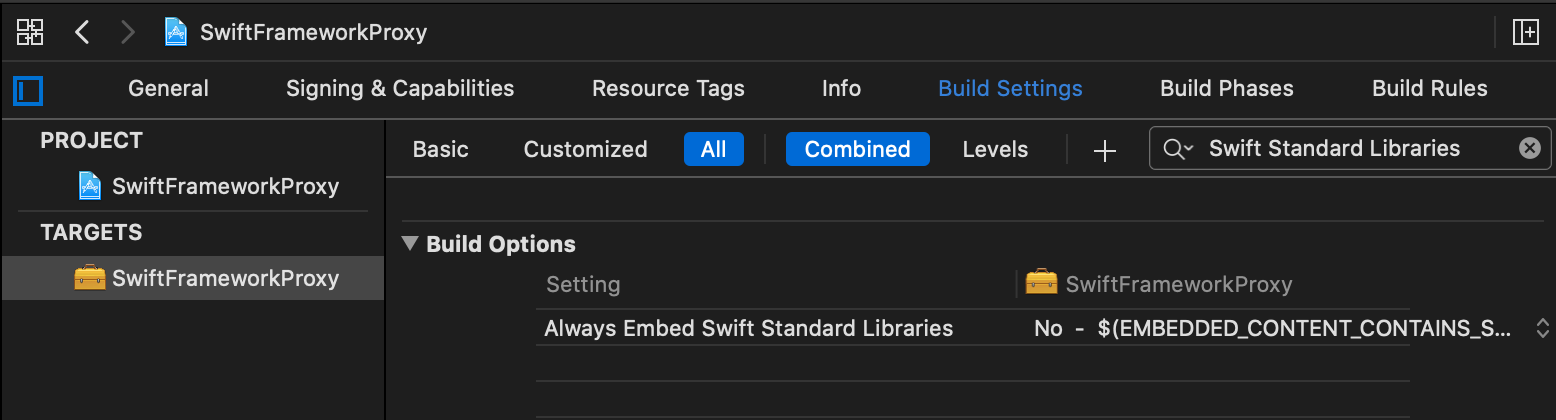 SwiftFrameworkProxy
General Signing & Capabilities Resource Tags Info Build Settings Build Phases Build Rules
PROJECT
SwiftFrameworkProxy
TARGETS
SwiftFrameworkProxy
Basic Customized All Combined Levels + Swift Standard Libraries
Build Options
Setting SwiftFrameworkProxy
Always Embed Swift Standard Libraries No - $(EMBEDDED_CONTENT_CONTAINS_S...